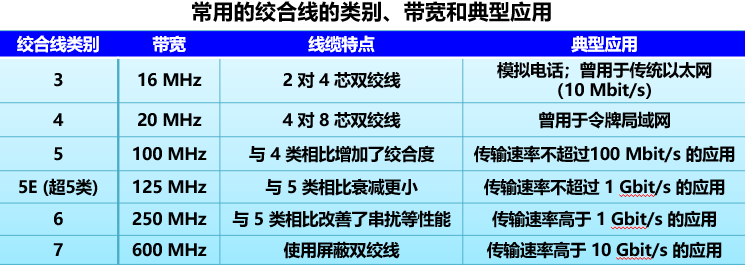 常用的绞合线的类别、带宽和典型应用
绞合线类别 带宽 线缆特点 典型应用
3 16 MHz 2 对 4 芯双绞线 模拟电话；曾用于传统以太网
(10 Mbit/s)
4 20 MHz 4 对 8 芯双绞线 曾用于令牌局域网
5 100 MHz 与 4 类相比增加了绞合度 传输速率不超过100 Mbit/s 的应用
5E (超5类) 125 MHz 与 5 类相比衰减更小 传输速率不超过 1 Gbit/s 的应用
6 250 MHz 与 5 类相比改善了串扰等性能 传输速率高于 1 Gbit/s 的应用
7 600 MHz 使用屏蔽双绞线 传输速率高于 10 Gbit/s 的应用